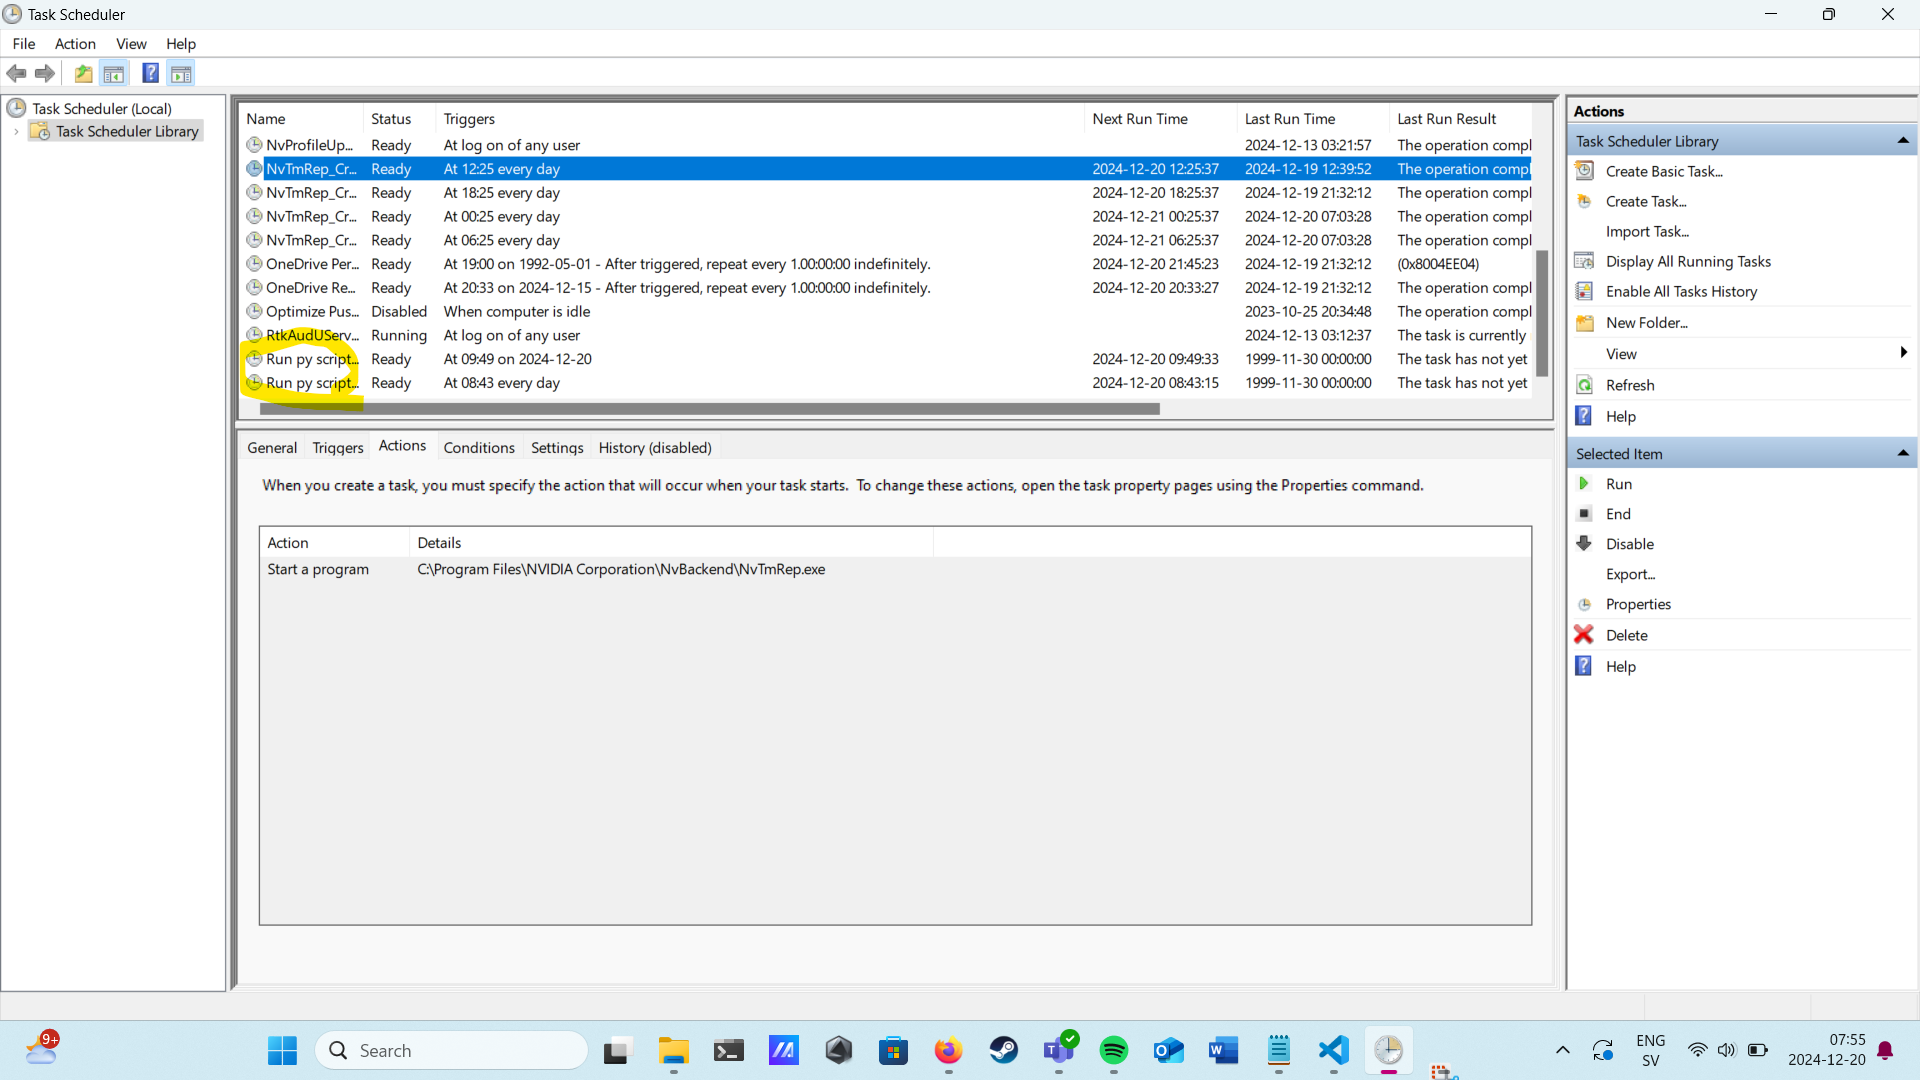 Task Scheduler
File Action View Help
Task Scheduler (Local)
Task Scheduler Library
Name Status Triggers Next Run Time Last Run Time Last Run Result
NvProfileUp... Ready At log on of any user 2024-12-13 03:21:57 The operation compl
NvTmRep_Cr... Ready At 12:25 every day 2024-12-20 12:25:37 2024-12-19 12:39:52 The operation compl
NvTmRep_Cr... Ready At 18:25 every day 2024-12-20 18:25:37 2024-12-19 21:32:12 The operation compl
NvTmRep_Cr... Ready At 00:25 every day 2024-12-21 00:25:37 2024-12-20 07:03:28 The operation compl
NvTmRep_Cr... Ready At 06:25 every day 2024-12-21 06:25:37 2024-12-20 07:03:28 The operation compl
OneDrive Per... Ready At 19:00 on 1992-05-01 - After triggered, repeat every 1.00:00:00 indefinitely. 2024-12-20 21:45:23 2024-12-19 21:32:12 (0x8004EE04)
OneDrive Re... Ready At 20:33 on 2024-12-15 - After triggered, repeat every 1.00:00:00 indefinitely. 2024-12-20 20:33:27 2024-12-19 21:32:12 The operation compl
Optimize Pus... Disabled When computer is idle 2023-10-25 20:34:48 The operation compl
RtkAudUServ... Running At log on of any user 2024-12-13 03:12:37 The task is currently
Run py script... Ready At 09:49 on 2024-12-20 2024-12-20 09:49:33 1999-11-30 00:00:00 The task has not yet
Run py script... Ready At 08:43 every day 2024-12-20 08:43:15 1999-11-30 00:00:00 The task has not yet
General Triggers Actions Conditions Settings History (disabled)
When you create a task, you must specify the action that will occur when your task starts. To change these actions, open the task property pages using the Properties command.
Action Details
Start a program C:\Program Files\NVIDIA Corporation\NvBackend\NvTmRep.exe
Actions
Task Scheduler Library
Create Basic Task...
Create Task...
Import Task...
Display All Running Tasks
Enable All Tasks History
New Folder...
View
Refresh
Help
Selected Item
Run
End
Disable
Export...
Properties
Delete
Help
9+
Search
ENG
SV
07:55
2024-12-20